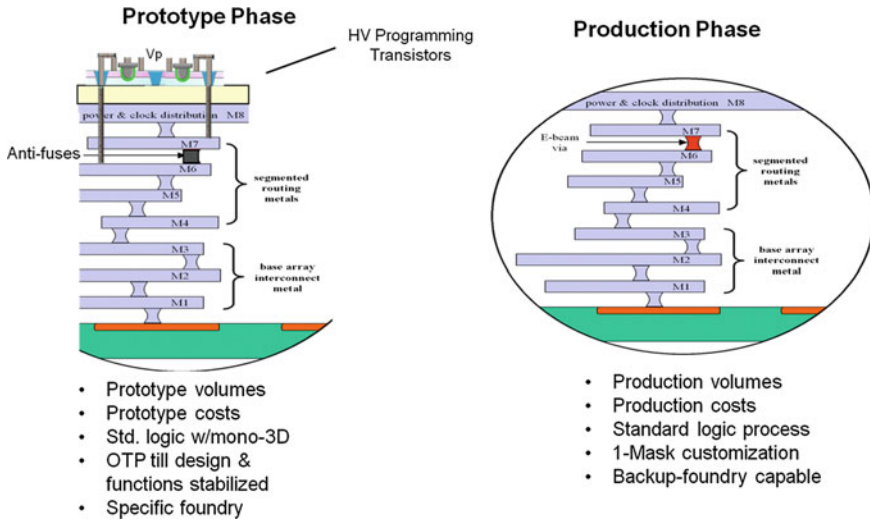 Prototype Phase
HV Programming
Transistors
Vp
power & clock distribution M8
M7
Anti-fuses
M6
segmented
routing
metals
M5
M4
M3
base array
interconnect
metal
M2
M1
• Prototype volumes
• Prototype costs
• Std. logic w/mono-3D
• OTP till design &
functions stabilized
• Specific foundry
Production Phase
power & clock distribution M8
M7
E-beam
via
M6
segmented
routing
metals
M5
M4
M3
base array
interconnect
metal
M2
M1
• Production volumes
• Production costs
• Standard logic process
• 1-Mask customization
• Backup-foundry capable